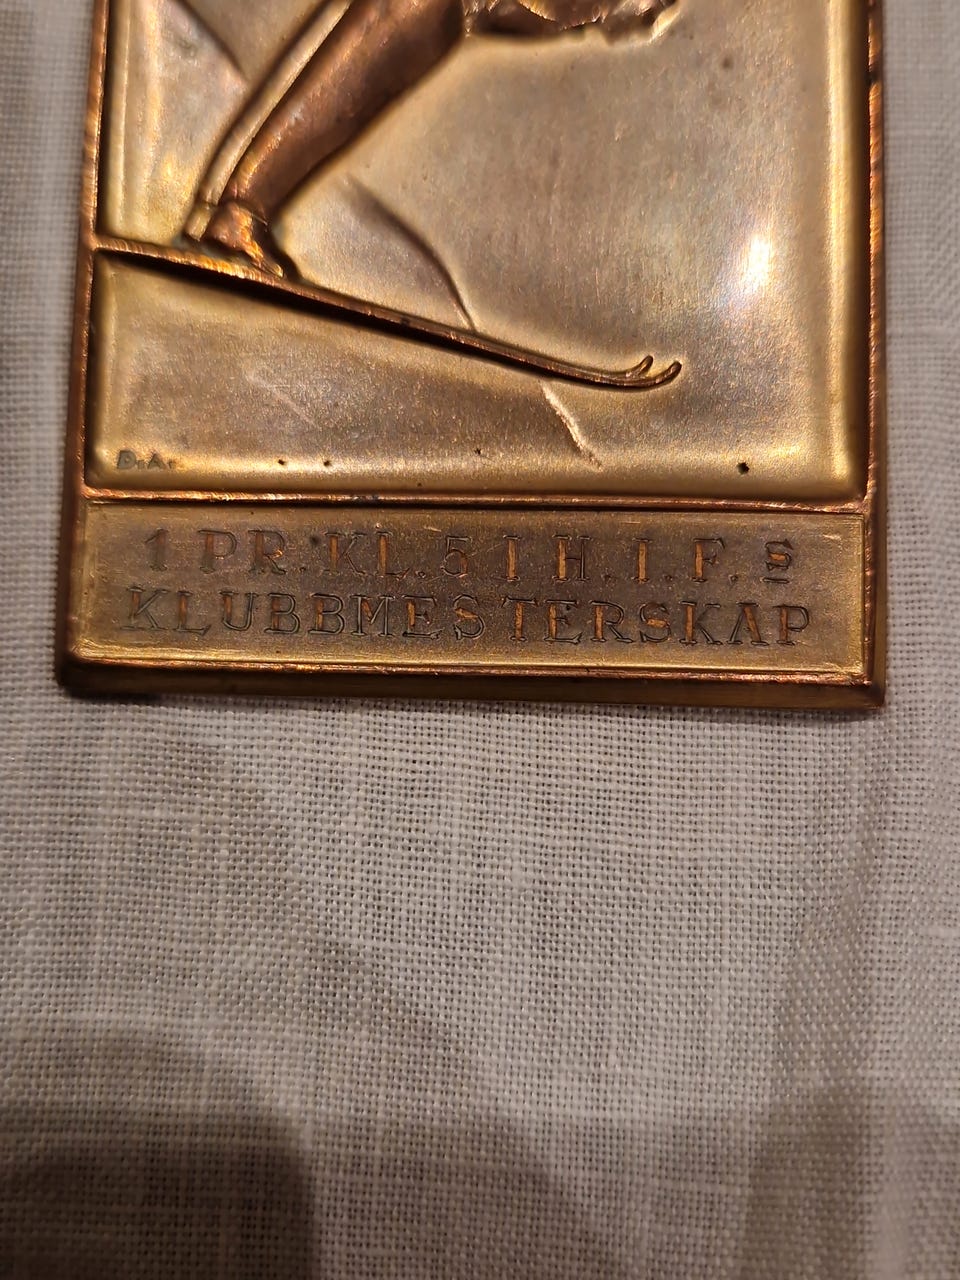 D.A.
1 PR. KL. 5 I H.I.F.s
KLUBBMESTERSKAP